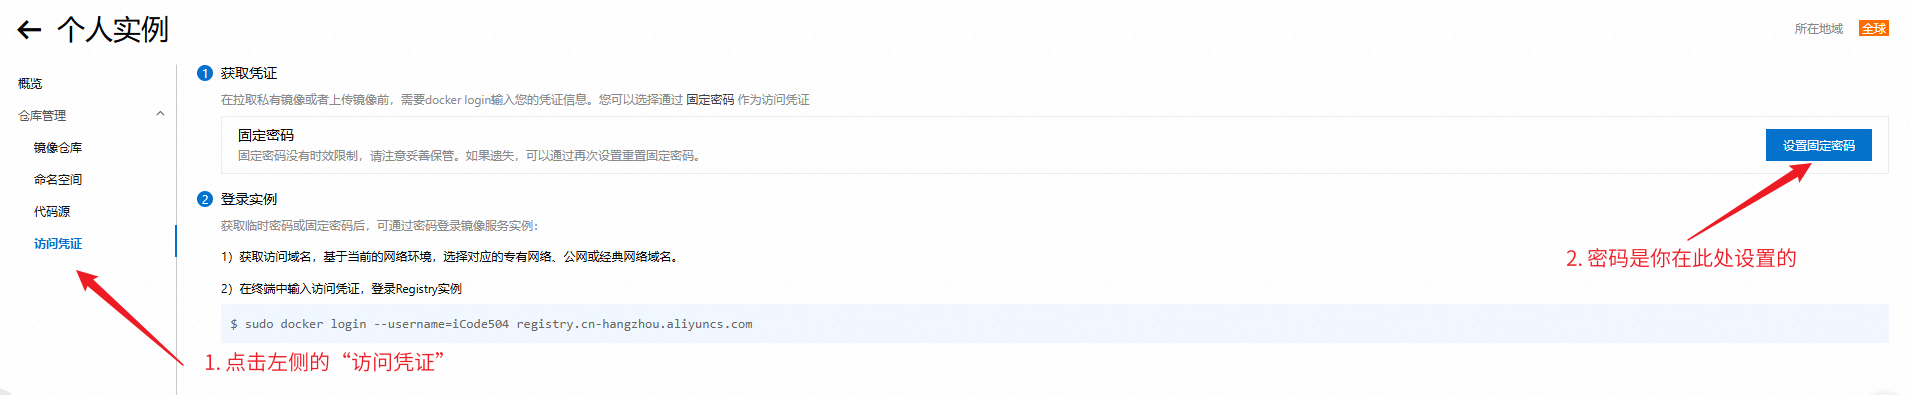 个人实例
所在地域 全球
概览
仓库管理
镜像仓库
命名空间
代码源
访问凭证
1 获取凭证
在拉取私有镜像或者上传镜像前，需要docker login输入您的凭证信息。您可以选择通过 固定密码 作为访问凭证
固定密码
固定密码没有时效限制，请注意妥善保管。如果遗失，可以通过再次设置重置固定密码。
设置固定密码
2 登录实例
获取临时密码或固定密码后，可通过密码登录镜像服务实例：
1）获取访问域名，基于当前的网络环境，选择对应的专有网络、公网或经典网络域名。
2）在终端中输入访问凭证，登录Registry实例
$ sudo docker login --username=iCode504 registry.cn-hangzhou.aliyuncs.com
1. 点击左侧的“访问凭证”
2. 密码是你在此处设置的